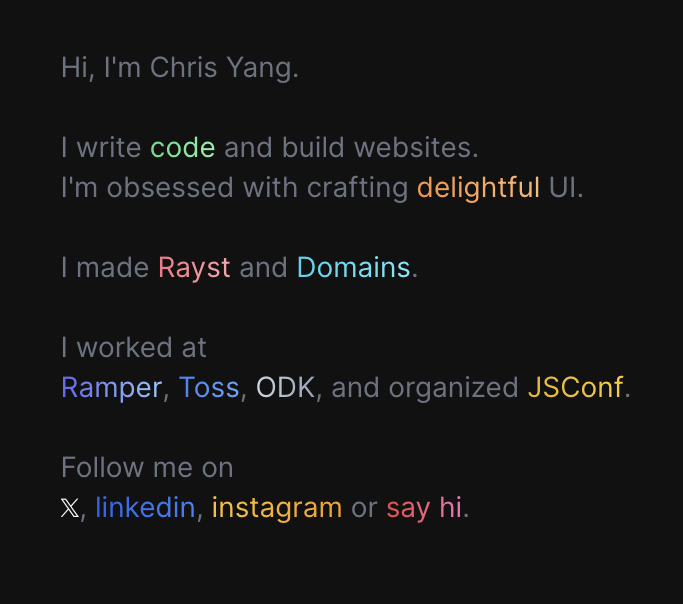 Hi, I'm Chris Yang.
I write code and build websites.
I'm obsessed with crafting delightful UI.
I made Rayst and Domains.
I worked at
Ramper, Toss, ODK, and organized JSConf.
Follow me on
𝕏, linkedin, instagram or say hi.